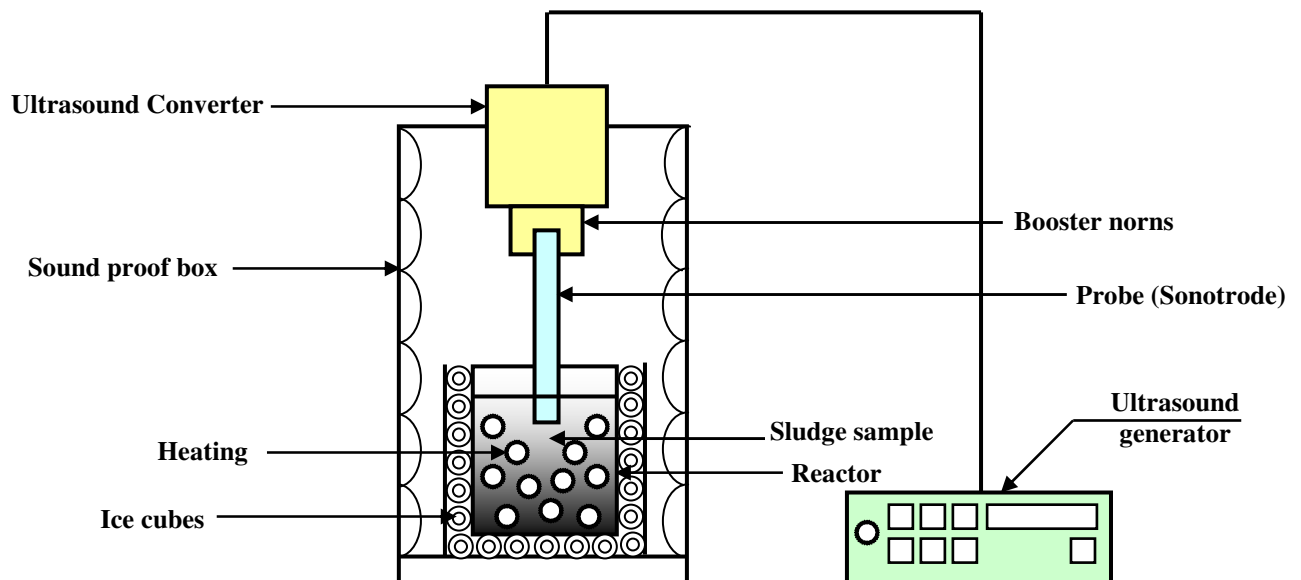 Ultrasound Converter
Booster norns
Sound proof box
Probe (Sonotrode)
Ultrasound
generator
Sludge sample
Heating
Reactor
Ice cubes